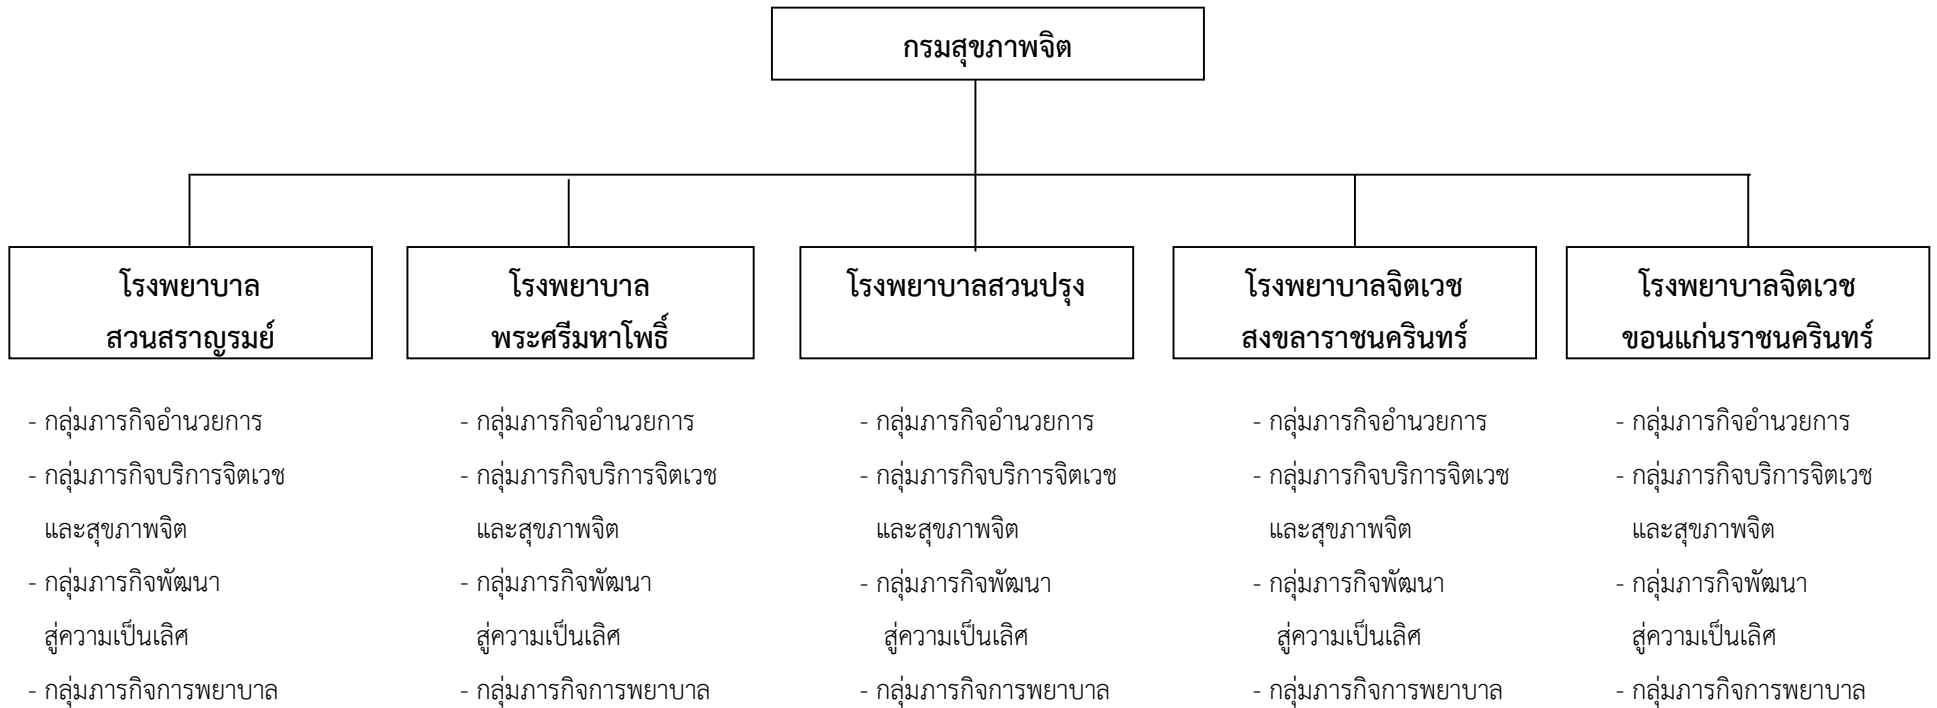 กรมสุขภาพจิต
โรงพยาบาล
สวนสราญรมย์
โรงพยาบาล
พระศรีมหาโพธิ์
โรงพยาบาลสวนปรุง
โรงพยาบาลจิตเวช
สงขลาราชนครินทร์
โรงพยาบาลจิตเวช
ขอนแก่นราชนครินทร์
- กลุ่มภารกิจอำนวยการ
- กลุ่มภารกิจบริการจิตเวช
และสุขภาพจิต
- กลุ่มภารกิจพัฒนา
สู่ความเป็นเลิศ
- กลุ่มภารกิจการพยาบาล
- กลุ่มภารกิจอำนวยการ
- กลุ่มภารกิจบริการจิตเวช
และสุขภาพจิต
- กลุ่มภารกิจพัฒนา
สู่ความเป็นเลิศ
- กลุ่มภารกิจการพยาบาล
- กลุ่มภารกิจอำนวยการ
- กลุ่มภารกิจบริการจิตเวช
และสุขภาพจิต
- กลุ่มภารกิจพัฒนา
สู่ความเป็นเลิศ
- กลุ่มภารกิจการพยาบาล
- กลุ่มภารกิจอำนวยการ
- กลุ่มภารกิจบริการจิตเวช
และสุขภาพจิต
- กลุ่มภารกิจพัฒนา
สู่ความเป็นเลิศ
- กลุ่มภารกิจการพยาบาล
- กลุ่มภารกิจอำนวยการ
- กลุ่มภารกิจบริการจิตเวช
และสุขภาพจิต
- กลุ่มภารกิจพัฒนา
สู่ความเป็นเลิศ
- กลุ่มภารกิจการพยาบาล